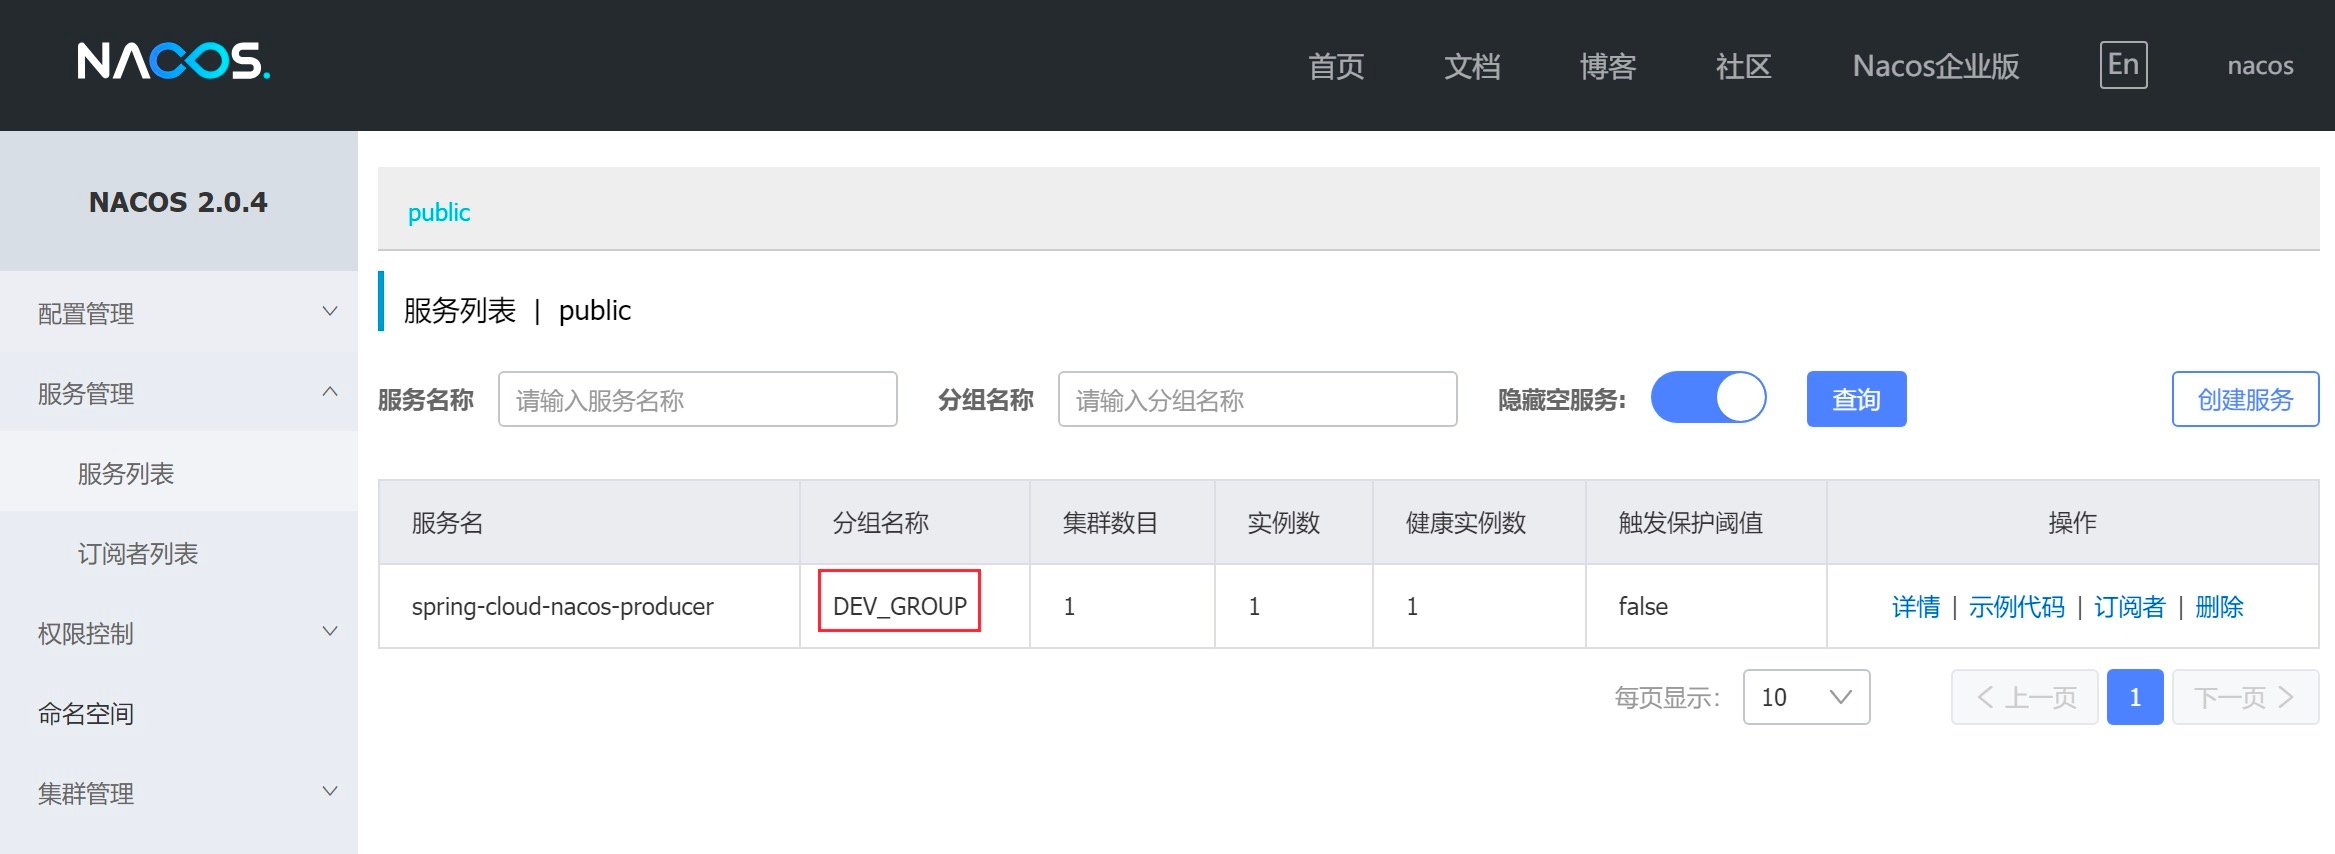 NACOS.
首页 文档 博客 社区 Nacos企业版 En nacos
NACOS 2.0.4
配置管理
服务管理
服务列表
订阅者列表
权限控制
命名空间
集群管理
public
服务列表 | public
服务名称 请输入服务名称 分组名称 请输入分组名称 隐藏空服务: 查询 创建服务
服务名 分组名称 集群数目 实例数 健康实例数 触发保护阈值 操作
spring-cloud-nacos-producer DEV_GROUP 1 1 1 false 详情 | 示例代码 | 订阅者 | 删除
每页显示: 10 上一页 1 下一页